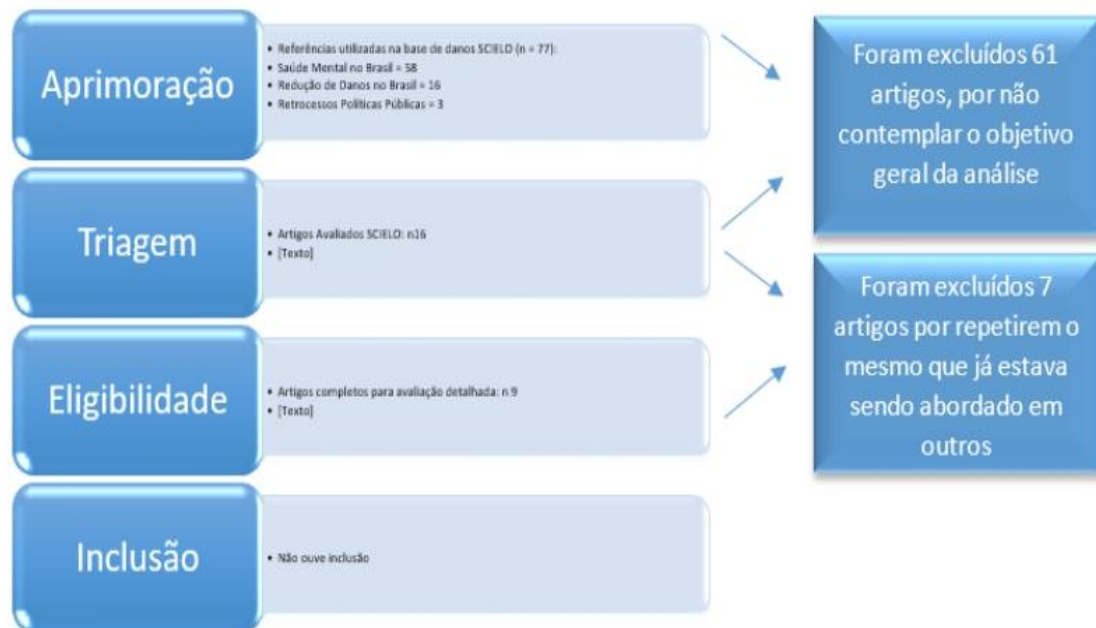 Aprimoração
• Referências utilizadas na base de danos SCIELO (n = 77):
• Saúde Mental no Brasil = 58
• Redução de Danos no Brasil = 16
• Retrocessos Políticas Públicas = 3
Foram excluídos 61
artigos, por não
contemplar o objetivo
geral da análise
Triagem
• Artigos Avaliados SCIELO: n16
• [Texto]
Foram excluídos 7
artigos por repetirem o
mesmo que já estava
sendo abordado em
outros
Eligibilidade
• Artigos completos para avaliação detalhada: n 9
• [Texto]
Inclusão
• Não ouve inclusão